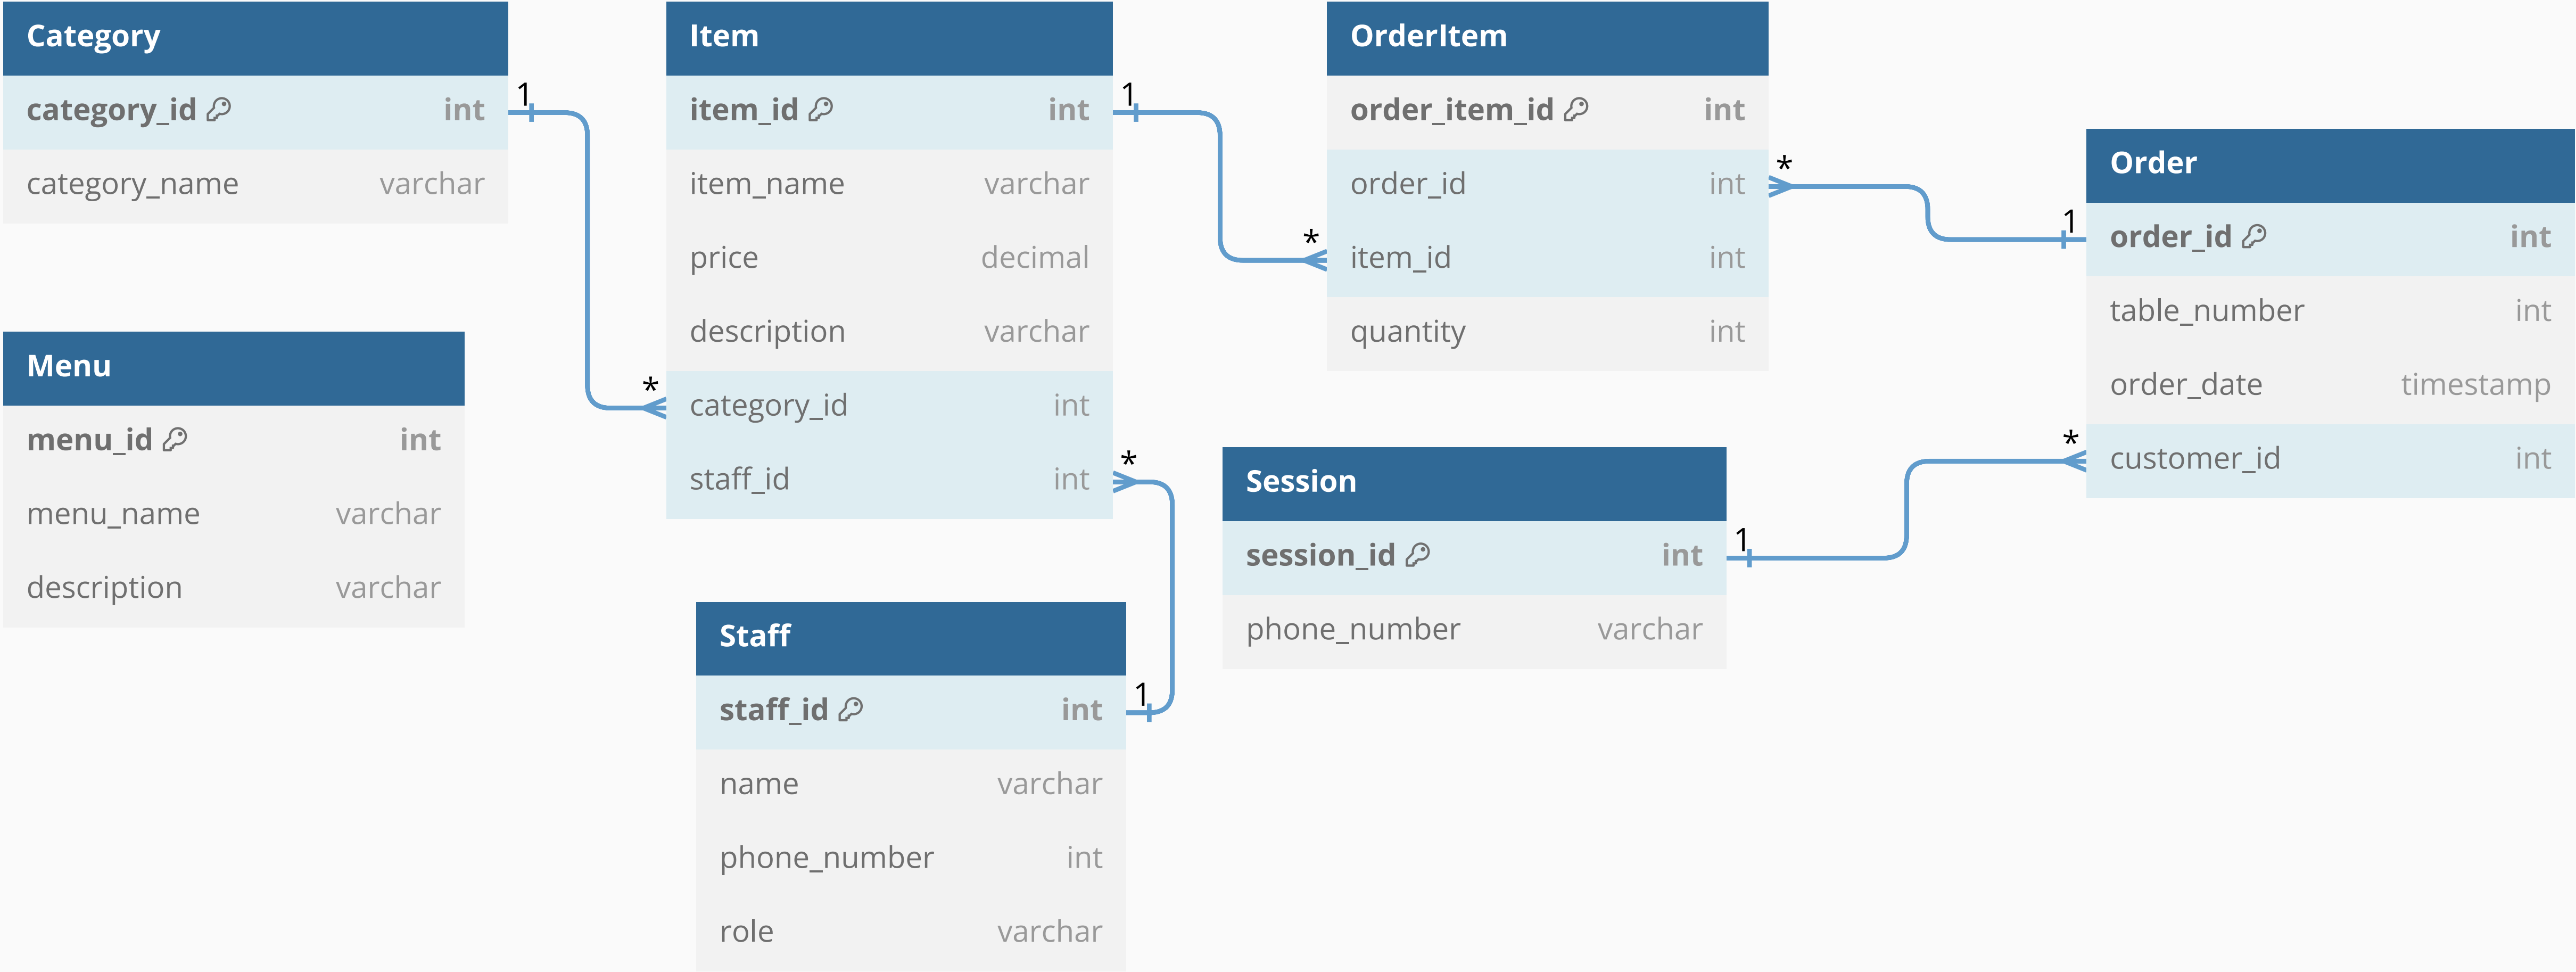 Category
category_id int
category_name varchar
Menu
menu_id int
menu_name varchar
description varchar
Item
item_id int
item_name varchar
price decimal
description varchar
category_id int
staff_id int
Staff
staff_id int
name varchar
phone_number int
role varchar
OrderItem
order_item_id int
order_id int
item_id int
quantity int
Session
session_id int
phone_number varchar
Order
order_id int
table_number int
order_date timestamp
customer_id int
1
*
1
*
*
1
*
1
1
*